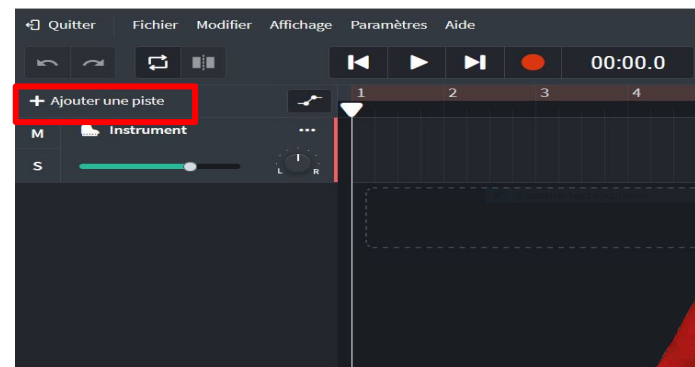 Quitter Fichier Modifier Affichage Paramètres Aide
00:00.0
+ Ajouter une piste 1 2 3 4
M Instrument ...
S L R